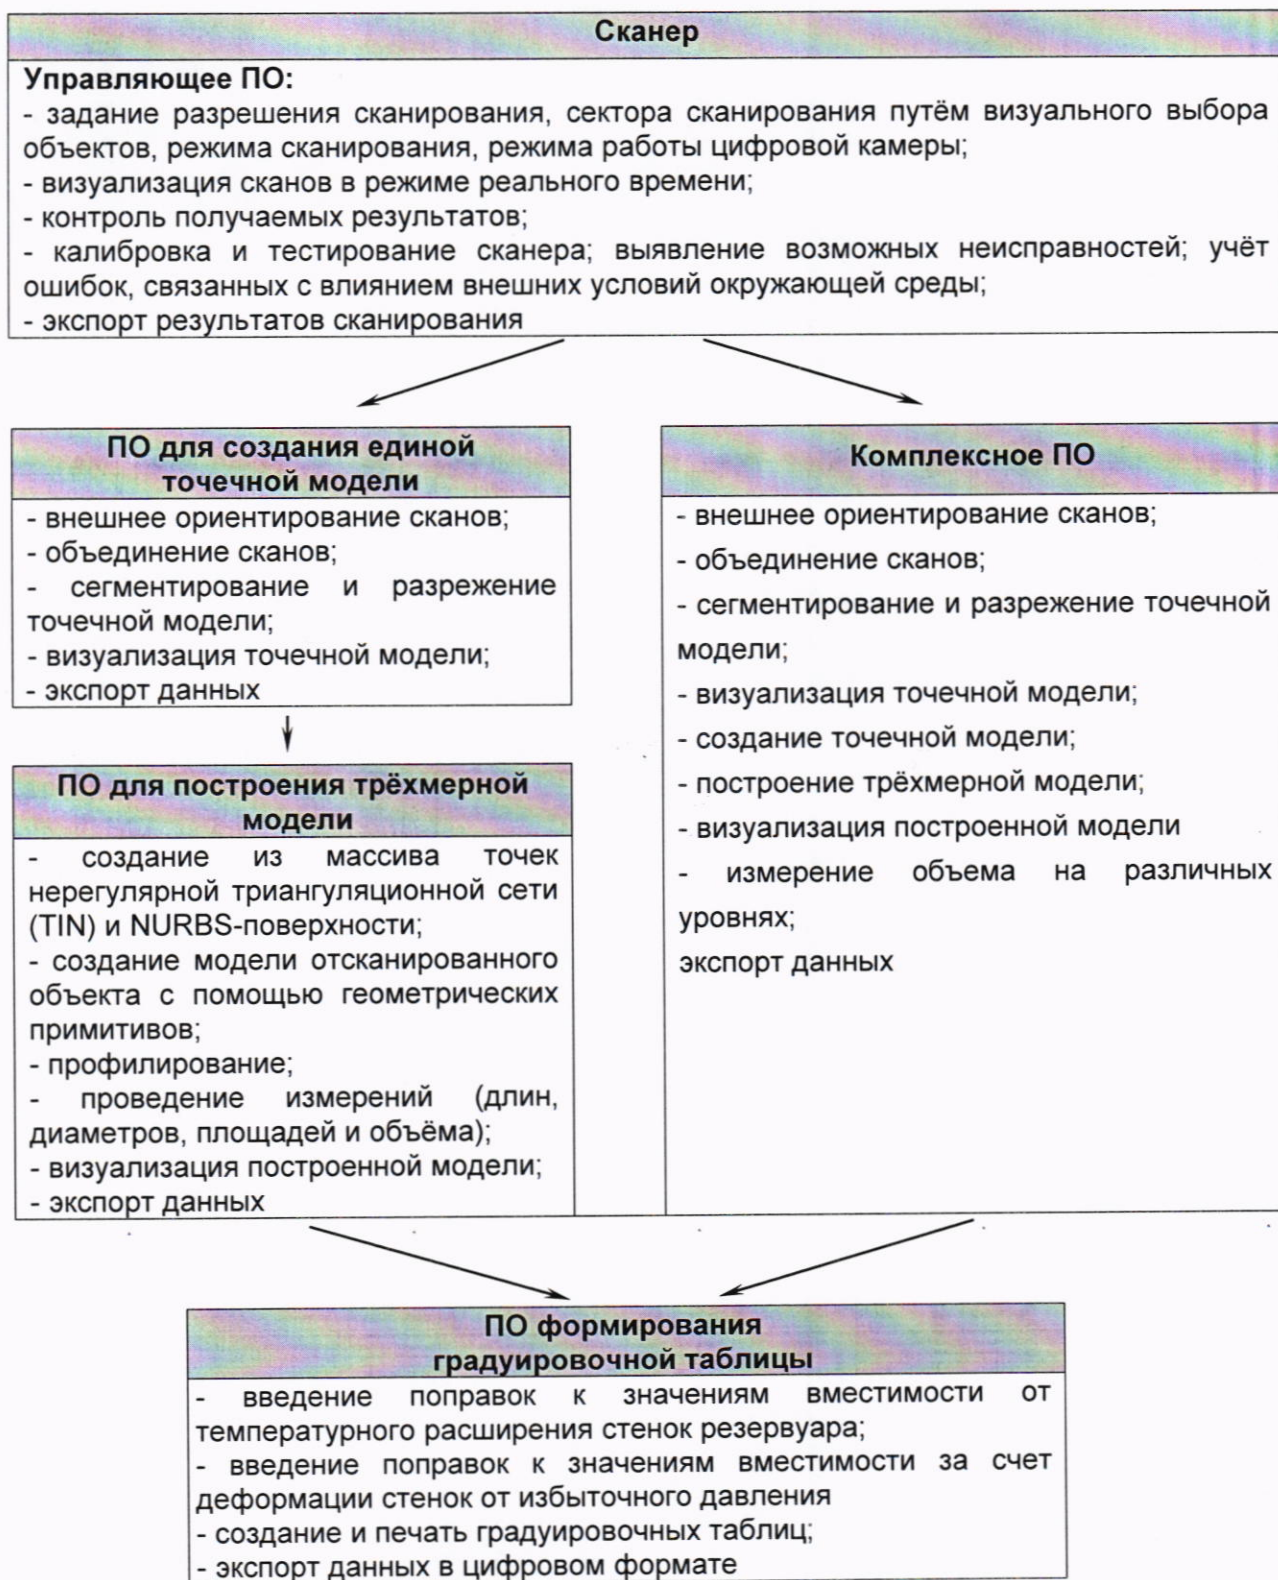 Сканер
Управляющее ПО:
- задание разрешения сканирования, сектора сканирования путём визуального выбора
объектов, режима сканирования, режима работы цифровой камеры;
- визуализация сканов в режиме реального времени;
- контроль получаемых результатов;
- калибровка и тестирование сканера; выявление возможных неисправностей; учёт
ошибок, связанных с влиянием внешних условий окружающей среды;
- экспорт результатов сканирования
ПО для создания единой
точечной модели
- внешнее ориентирование сканов;
- объединение сканов;
- сегментирование и разрежение
точечной модели;
- визуализация точечной модели;
- экспорт данных
ПО для построения трёхмерной
модели
- создание из массива точек
нерегулярной триангуляционной сети
(TIN) и NURBS-поверхности;
- создание модели отсканированного
объекта с помощью геометрических
примитивов;
- профилирование;
- проведение измерений (длин,
диаметров, площадей и объёма);
- визуализация построенной модели;
- экспорт данных
Комплексное ПО
- внешнее ориентирование сканов;
- объединение сканов;
- сегментирование и разрежение точечной
модели;
- визуализация точечной модели;
- создание точечной модели;
- построение трёхмерной модели;
- визуализация построенной модели
- измерение объема на различных
уровнях;
экспорт данных
ПО формирования
градуировочной таблицы
- введение поправок к значениям вместимости от
температурного расширения стенок резервуара;
- введение поправок к значениям вместимости за счет
деформации стенок от избыточного давления
- создание и печать градуировочных таблиц;
- экспорт данных в цифровом формате